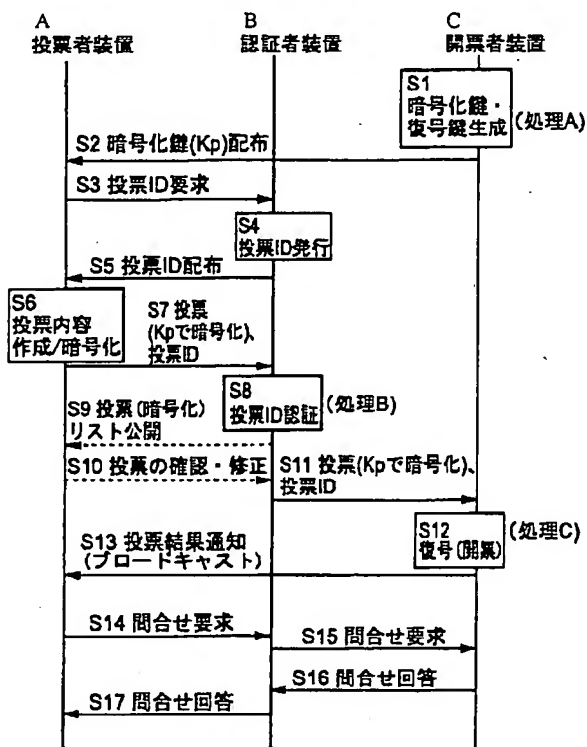 A
投票者装置
B
認証者装置
C
開票者装置
S1
暗号化鍵・
復号鍵生成
(処理A)
S2 暗号化鍵(Kp)配布
S3 投票ID要求
S4
投票ID発行
S5 投票ID配布
S6
投票内容
作成/暗号化
S7 投票
(Kpで暗号化)、
投票ID
S8
投票ID認証
(処理B)
S9 投票(暗号化)
リスト公開
S10 投票の確認・修正
S11 投票(Kpで暗号化)、
投票ID
S12
復号(開票)
(処理C)
S13 投票結果通知
(ブロードキャスト)
S14 問合せ要求
S15 問合せ要求
S16 問合せ回答
S17 問合せ回答